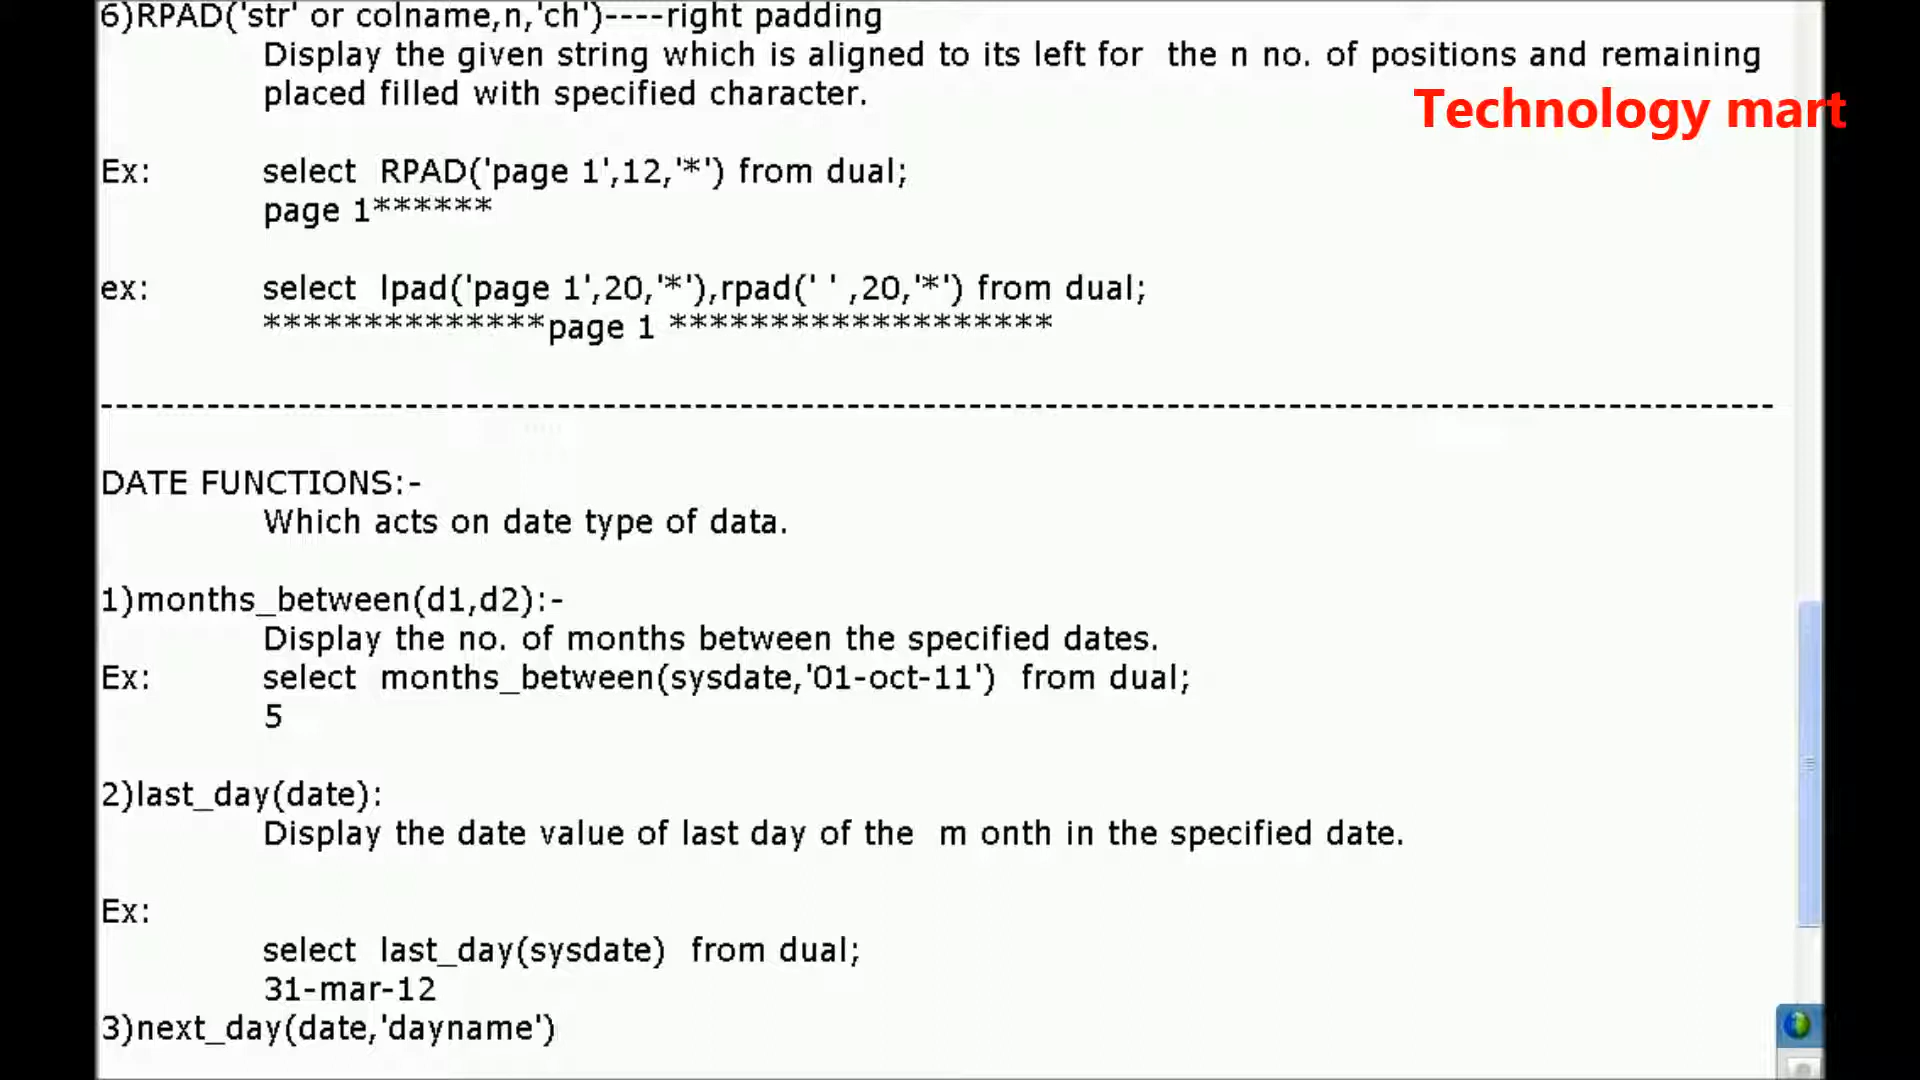 6)RPAD('str' or colname,n,'ch')----right padding
Display the given string which is aligned to its left for the n no. of positions and remaining
placed filled with specified character.
Technology mart
Ex: select RPAD('page 1',12,'*') from dual;
page 1******
ex: select lpad('page 1',20,'*'),rpad(' ' ,20,'*') from dual;
**************page 1 *******************
--------------------------------------------------------------------------------------------------------------
DATE FUNCTIONS:-
Which acts on date type of data.
1)months_between(d1,d2):-
Display the no. of months between the specified dates.
Ex: select months_between(sysdate,'01-oct-11') from dual;
5
2)last_day(date):
Display the date value of last day of the m onth in the specified date.
Ex:
select last_day(sysdate) from dual;
31-mar-12
3)next_day(date,'dayname')